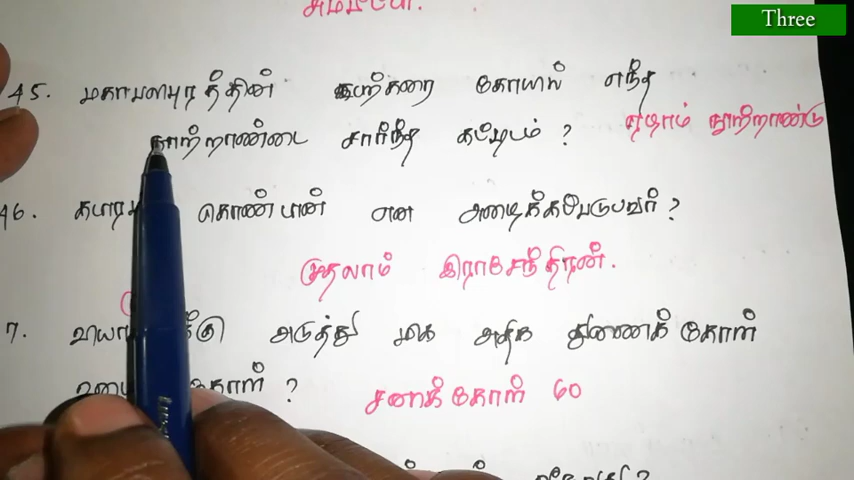 Three
45. மகாபலிபுரத்தின் கடற்கரை கோயில் எந்த
நூற்றாண்டை சார்ந்த கட்டிடம்? ஏழாம் நூற்றாண்டு
46. கொண்டான் என அழைக்கப்படுபவர்?
முதலாம் இராசேந்திரன்.
7. அடுத்து மிக அதிக துணைக் கோள்
கோள்? சனிக்கோள் 60